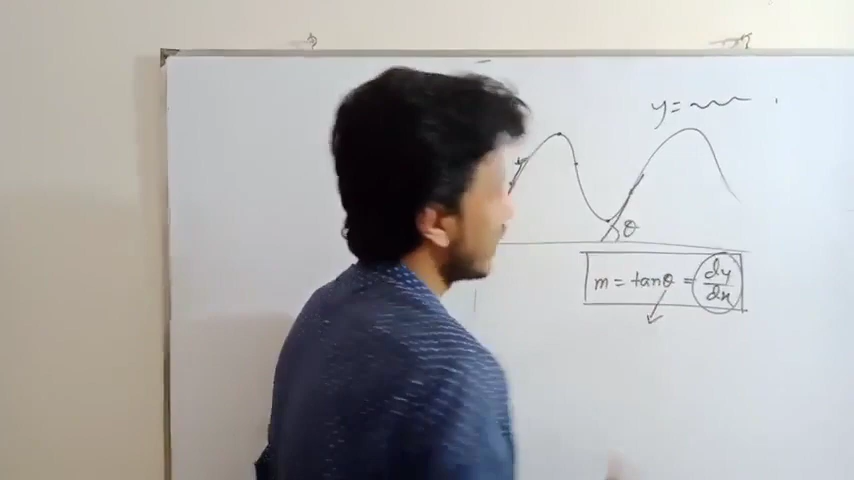 y =
θ
m = tanθ = dy/dx